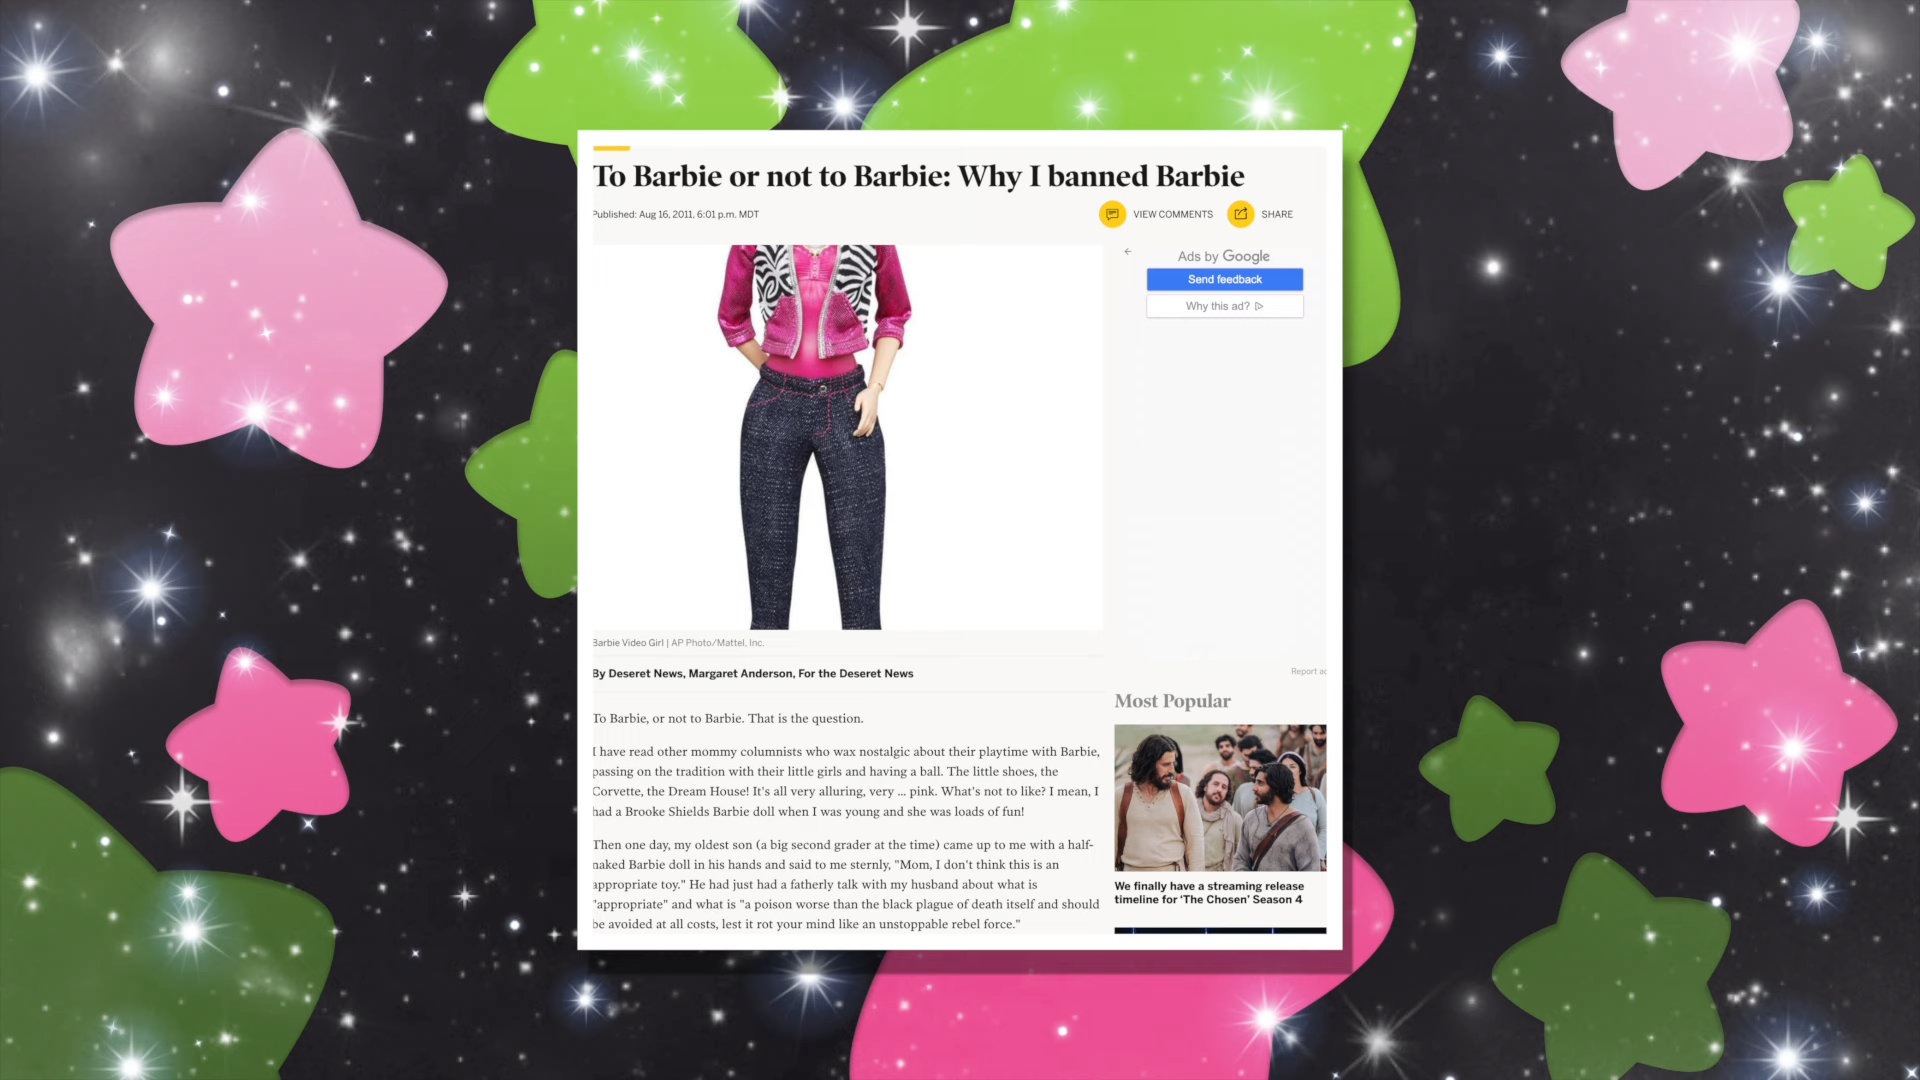 To Barbie or not to Barbie: Why I banned Barbie
Published: Aug 16, 2011, 6:01 p.m. MDT
VIEW COMMENTS
SHARE
Ads by Google
Send feedback
Why this ad?
Barbie Video Girl | AP Photo/Mattel, Inc.
Report ad
By Deseret News, Margaret Anderson, For the Deseret News
To Barbie, or not to Barbie. That is the question.
I have read other mommy columnists who wax nostalgic about their playtime with Barbie,
passing on the tradition with their little girls and having a ball. The little shoes, the
Corvette, the Dream House! It's all very alluring, very ... pink. What's not to like? I mean, I
had a Brooke Shields Barbie doll when I was young and she was loads of fun!
Then one day, my oldest son (a big second grader at the time) came up to me with a half-
naked Barbie doll in his hands and said to me sternly, "Mom, I don't think this is an
appropriate toy." He had just had a fatherly talk with my husband about what is
"appropriate" and what is "a poison worse than the black plague of death itself and should
be avoided at all costs, lest it rot your mind like an unstoppable rebel force."
Most Popular
We finally have a streaming release
timeline for 'The Chosen' Season 4